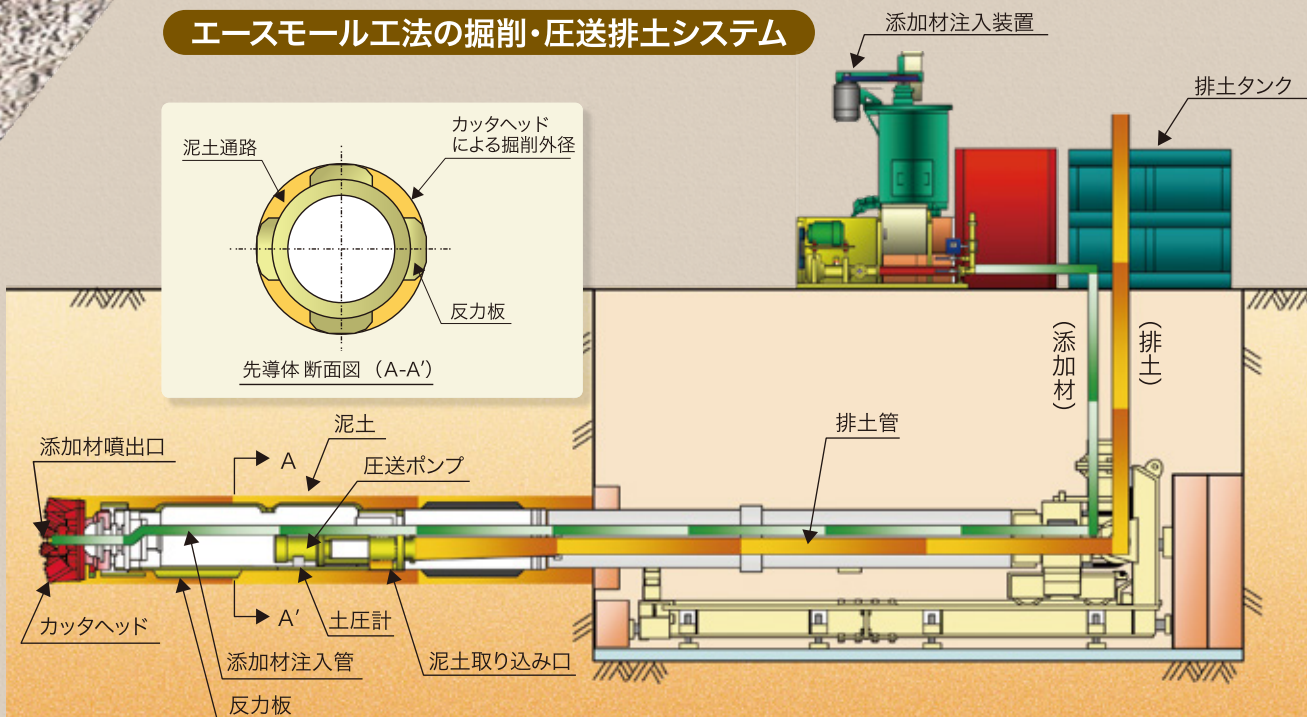 エースモール工法の掘削・圧送排土システム
添加材注入装置
排土タンク
泥土通路
カッタヘッド
による掘削外径
反力板
先導体 断面図 (A-A')
(添加材)
(排土)
排土管
泥土
添加材噴出口
A
圧送ポンプ
A'
土圧計
カッタヘッド
添加材注入管
泥土取り込み口
反力板